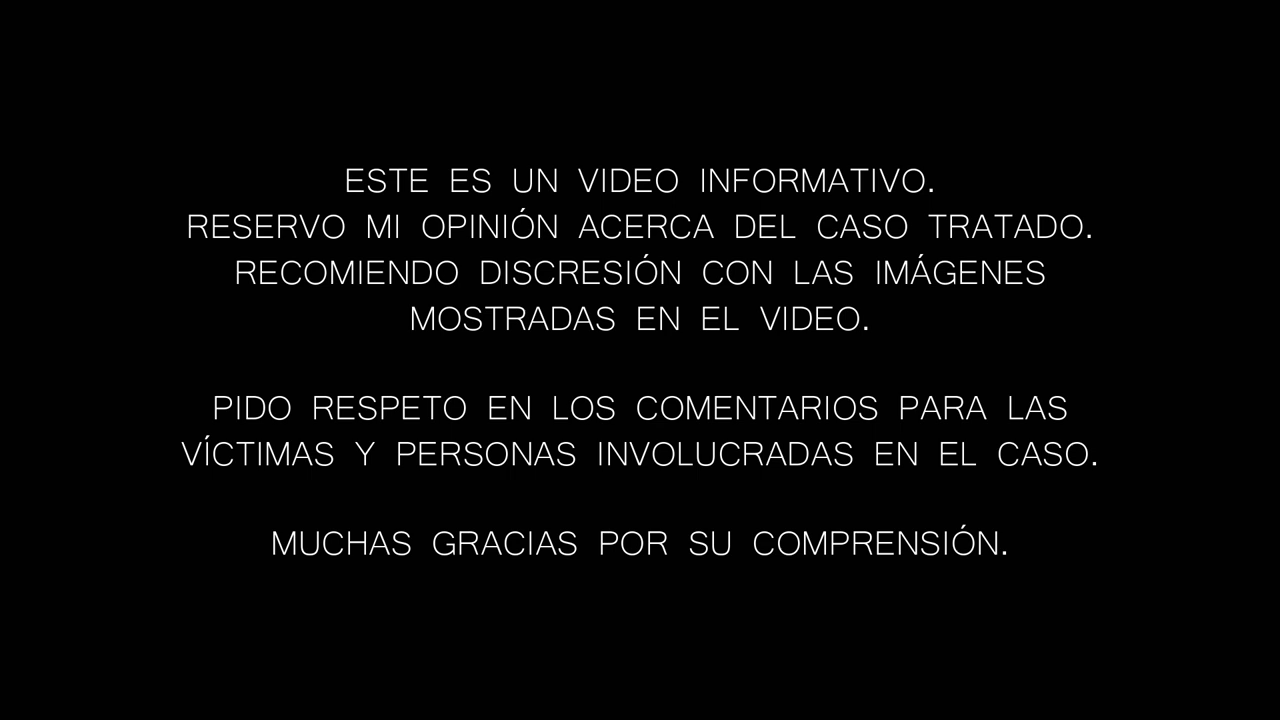 ESTE ES UN VIDEO INFORMATIVO.
RESERVO MI OPINIÓN ACERCA DEL CASO TRATADO.
RECOMIENDO DISCRESIÓN CON LAS IMÁGENES
MOSTRADAS EN EL VIDEO.
PIDO RESPETO EN LOS COMENTARIOS PARA LAS
VÍCTIMAS Y PERSONAS INVOLUCRADAS EN EL CASO.
MUCHAS GRACIAS POR SU COMPRENSIÓN.